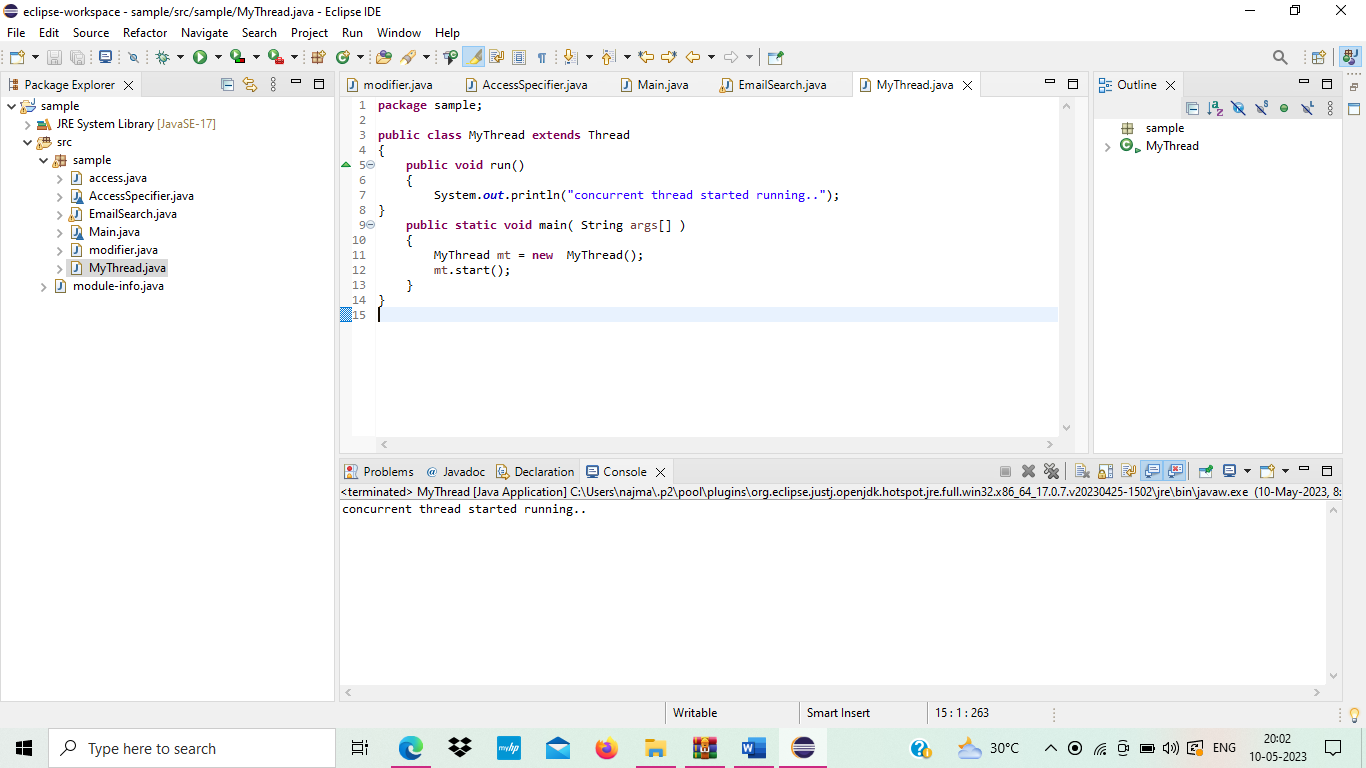 eclipse-workspace - sample/src/sample/MyThread.java - Eclipse IDE
File Edit Source Refactor Navigate Search Project Run Window Help
Package Explorer
sample
JRE System Library [JavaSE-17]
src
sample
access.java
AccessSpecifier.java
EmailSearch.java
Main.java
modifier.java
MyThread.java
module-info.java
modifier.java AccessSpecifier.java Main.java EmailSearch.java MyThread.java
1 package sample;
2
3 public class MyThread extends Thread
4 {
5 public void run()
6 {
7 System.out.println("concurrent thread started running..");
8 }
9 public static void main( String args[] )
10 {
11 MyThread mt = new  MyThread();
12 mt.start();
13 }
14 }
15
Outline
sample
MyThread
Problems @ Javadoc Declaration Console
<terminated> MyThread [Java Application] C:\Users\najma\.p2\pool\plugins\org.eclipse.justj.openjdk.hotspot.jre.full.win32.x86_64_17.0.7.v20230425-1502\jre\bin\javaw.exe (10-May-2023, 8:
concurrent thread started running..
Writable Smart Insert 15 : 1 : 263
Type here to search
myhp
W
30°C
ENG
20:02
10-05-2023